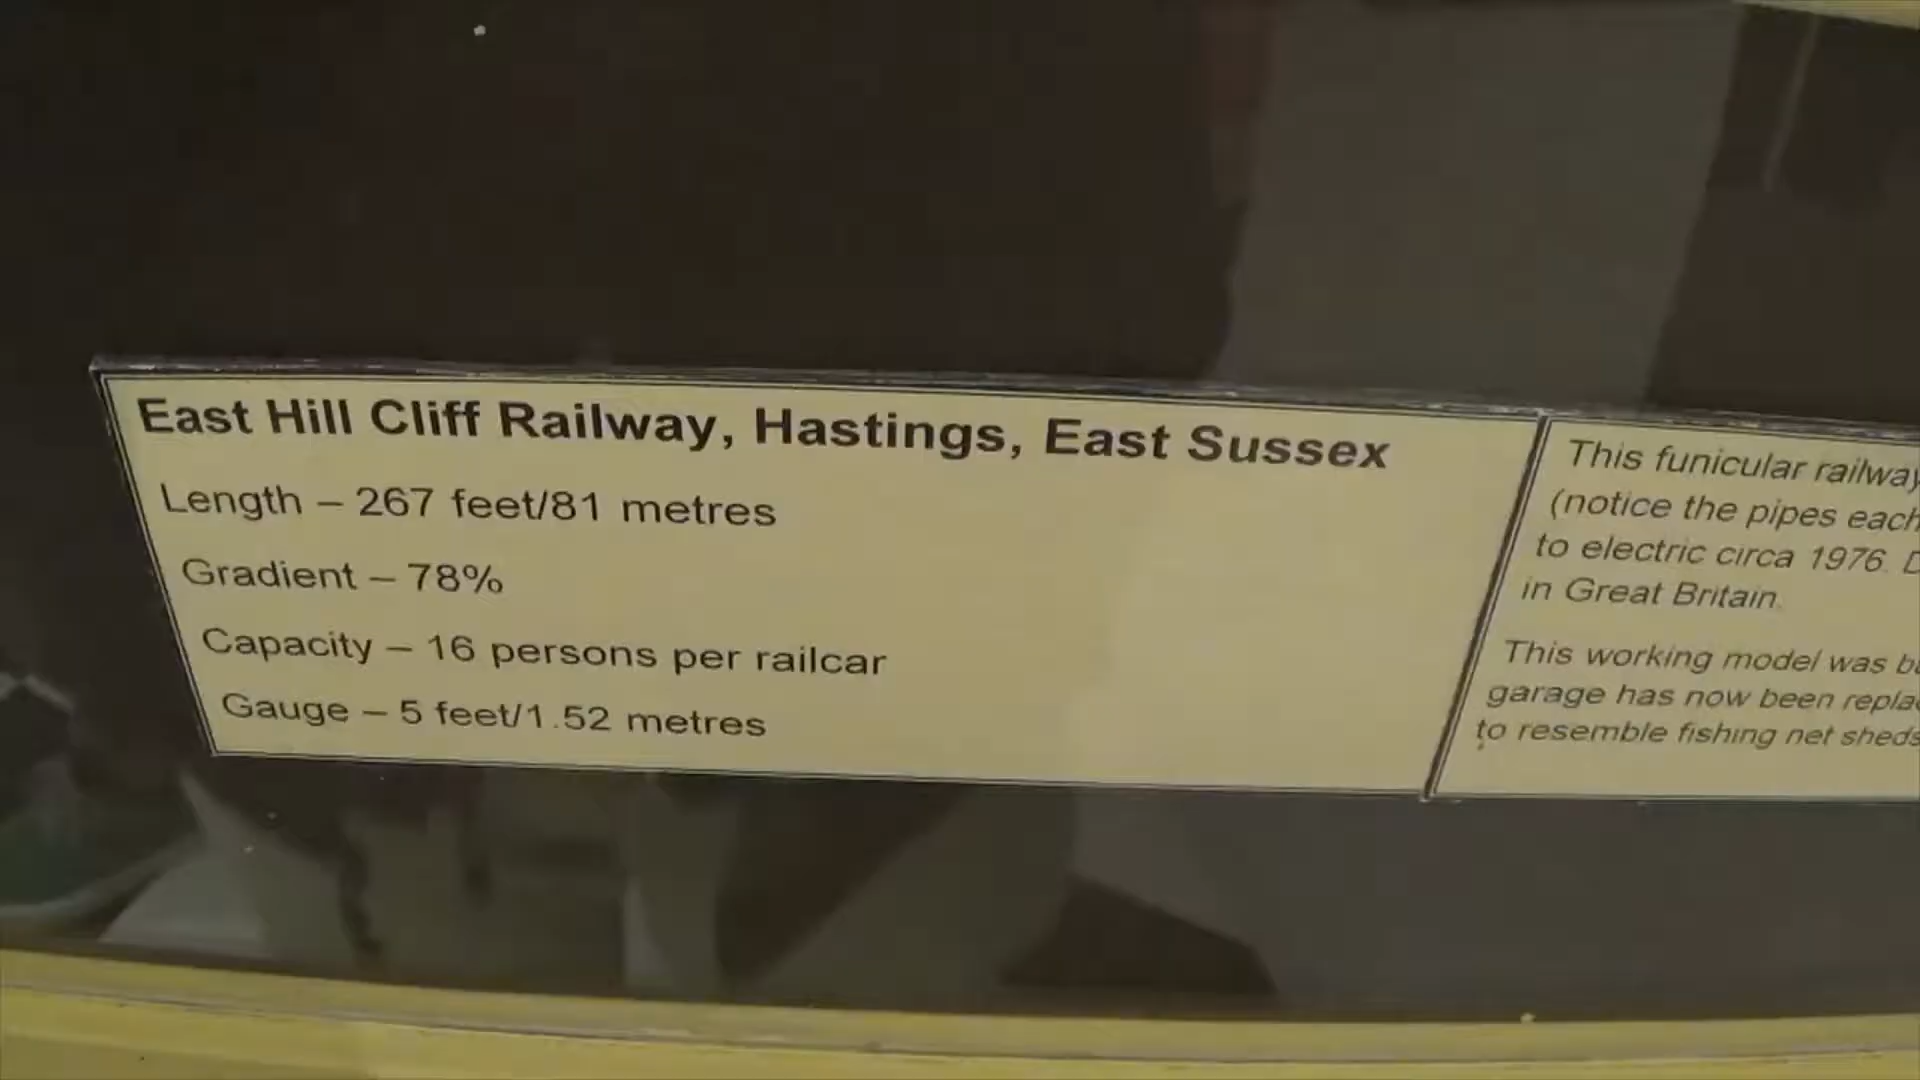 East Hill Cliff Railway, Hastings, East Sussex
Length – 267 feet/81 metres
Gradient – 78%
Capacity – 16 persons per railcar
Gauge – 5 feet/1.52 metres
This funicular railway
(notice the pipes each
to electric circa 1976.
in Great Britain.
This working model was
garage has now been
to resemble fishing net sheds